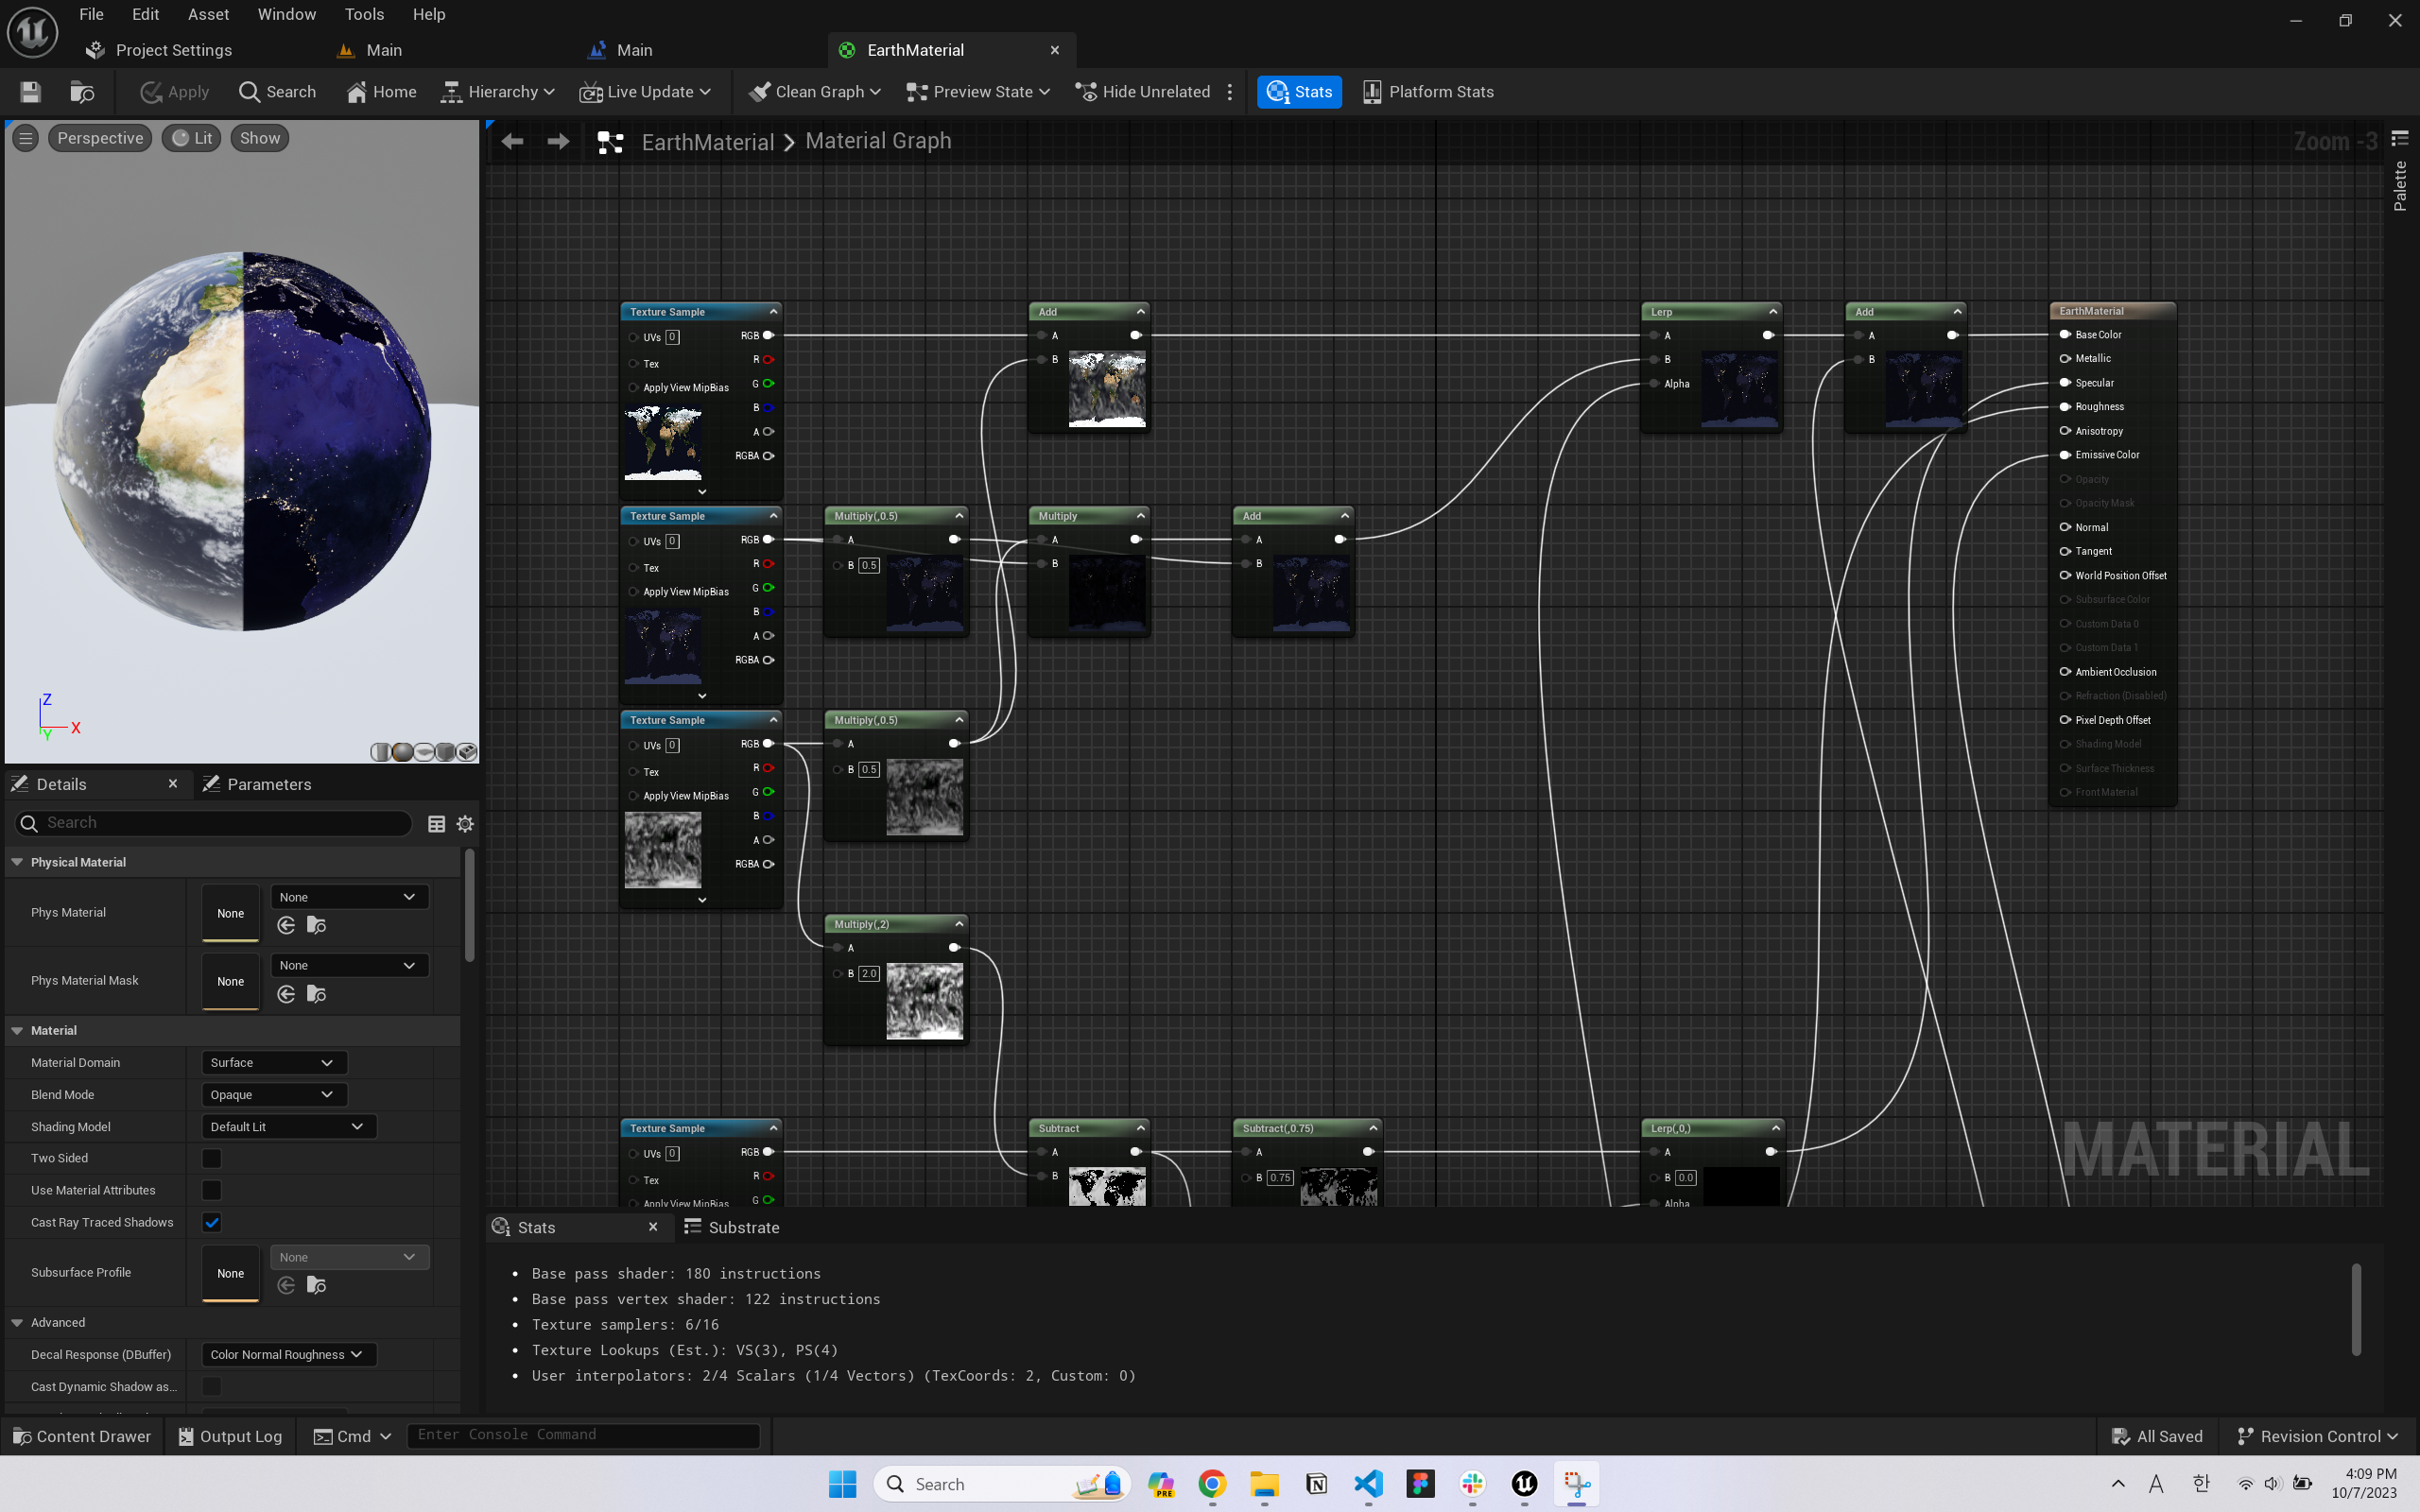 File Edit Asset Window Tools Help
Project Settings Main Main EarthMaterial
Apply Search Home Hierarchy Live Update Clean Graph Preview State Hide Unrelated Stats Platform Stats
Perspective Lit Show
EarthMaterial > Material Graph
Zoom -3
Palette
Texture Sample
UVs 0 RGB
R
Tex
G
Apply View MipBias
B
A
RGBA
Add
A
B
Lerp
A
B
Alpha
Add
A
B
EarthMaterial
Base Color
Metallic
Specular
Roughness
Anisotropy
Emissive Color
Opacity
Opacity Mask
Normal
Tangent
World Position Offset
Subsurface Color
Custom Data 0
Custom Data 1
Ambient Occlusion
Refraction (Disabled)
Pixel Depth Offset
Shading Model
Surface Thickness
Front Material
Texture Sample
UVs 0 RGB
R
Tex
G
Apply View MipBias
B
A
RGBA
Multiply(,0.5)
A
B 0.5
Multiply
A
B
Add
A
B
Texture Sample
UVs 0 RGB
R
Tex
G
Apply View MipBias
B
A
RGBA
Multiply(,0.5)
A
B 0.5
Multiply(,2)
A
B 2.0
Texture Sample
UVs 0 RGB
R
Tex
G
Apply View MipBias
Subtract
A
B
Subtract(,0.75)
A
B 0.75
Lerp(,0,)
A
B 0.0
Alpha
MATERIAL
Z
X
Y
Details Parameters
Search
Physical Material
Phys Material None None
Phys Material Mask None None
Material
Material Domain Surface
Blend Mode Opaque
Shading Model Default Lit
Two Sided
Use Material Attributes
Cast Ray Traced Shadows
Subsurface Profile None None
Advanced
Decal Response (DBuffer) Color Normal Roughness
Cast Dynamic Shadow as...
Stats Substrate
• Base pass shader: 180 instructions
• Base pass vertex shader: 122 instructions
• Texture samplers: 6/16
• Texture Lookups (Est.): VS(3), PS(4)
• User interpolators: 2/4 Scalars (1/4 Vectors) (TexCoords: 2, Custom: 0)
Content Drawer Output Log Cmd Enter Console Command All Saved Revision Control
Search
PRE
A 한
4:09 PM
10/7/2023